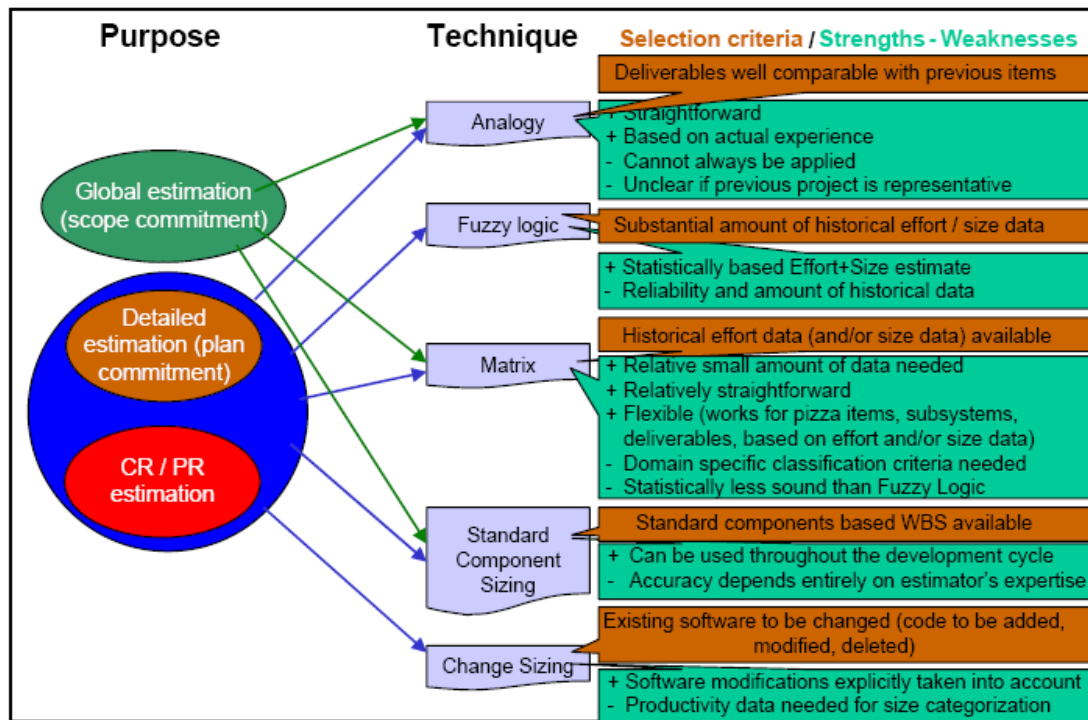 Purpose
Technique
Selection criteria / Strengths - Weaknesses
Global estimation
(scope commitment)
Detailed
estimation (plan
commitment)
CR / PR
estimation
Analogy
Deliverables well comparable with previous items
+ Straightforward
+ Based on actual experience
- Cannot always be applied
- Unclear if previous project is representative
Fuzzy logic
Substantial amount of historical effort / size data
+ Statistically based Effort+Size estimate
- Reliability and amount of historical data
Matrix
Historical effort data (and/or size data) available
+ Relative small amount of data needed
+ Relatively straightforward
+ Flexible (works for pizza items, subsystems,
deliverables, based on effort and/or size data)
- Domain specific classification criteria needed
- Statistically less sound than Fuzzy Logic
Standard
Component
Sizing
Standard components based WBS available
+ Can be used throughout the development cycle
- Accuracy depends entirely on estimator's expertise
Change Sizing
Existing software to be changed (code to be added,
modified, deleted)
+ Software modifications explicitly taken into account
- Productivity data needed for size categorization